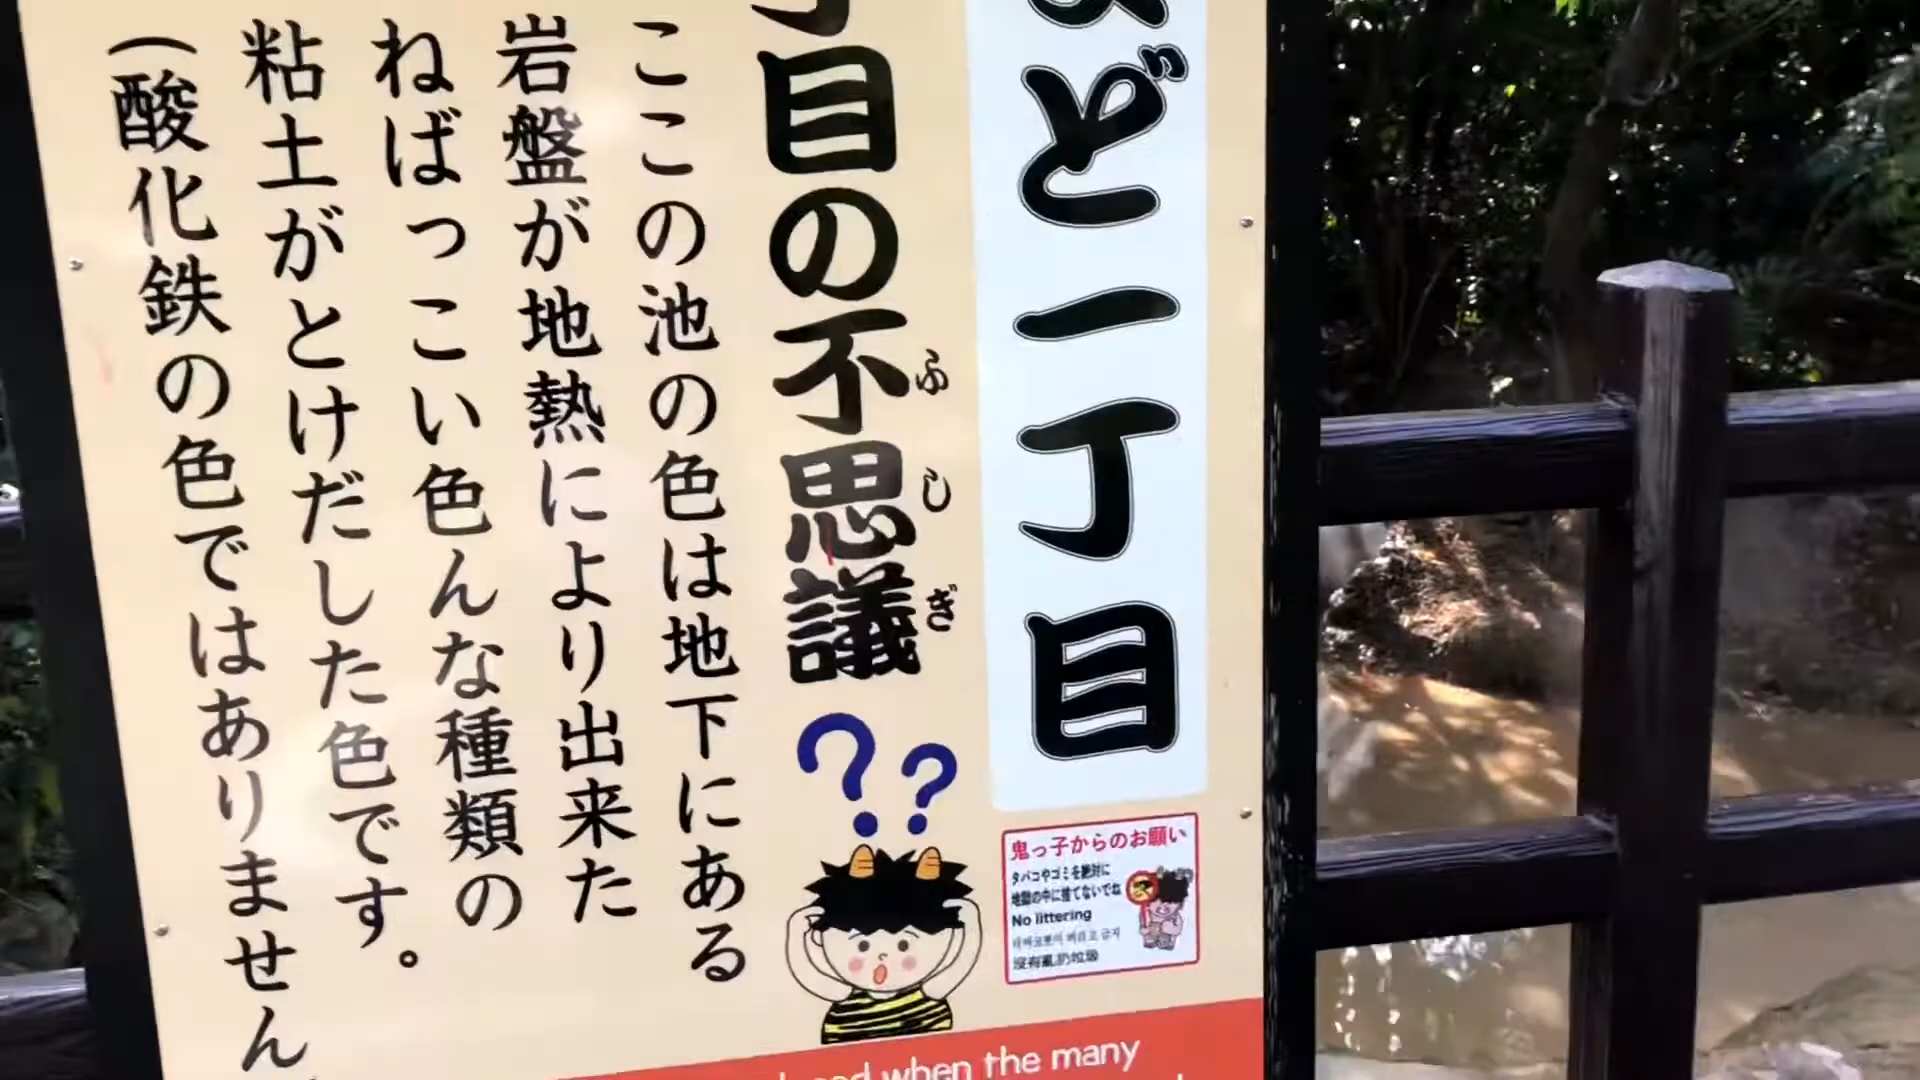 ど一丁目
目の不思議
ふしぎ
ここの池の色は地下にある
岩盤が地熱により出来た
ねばっこい色んな種類の
粘土がとけだした色です。
(酸化鉄の色ではありません
??
鬼っ子からのお願い
タバコやゴミを絶対に
地獄の中に捨てないでね
No littering
when the many